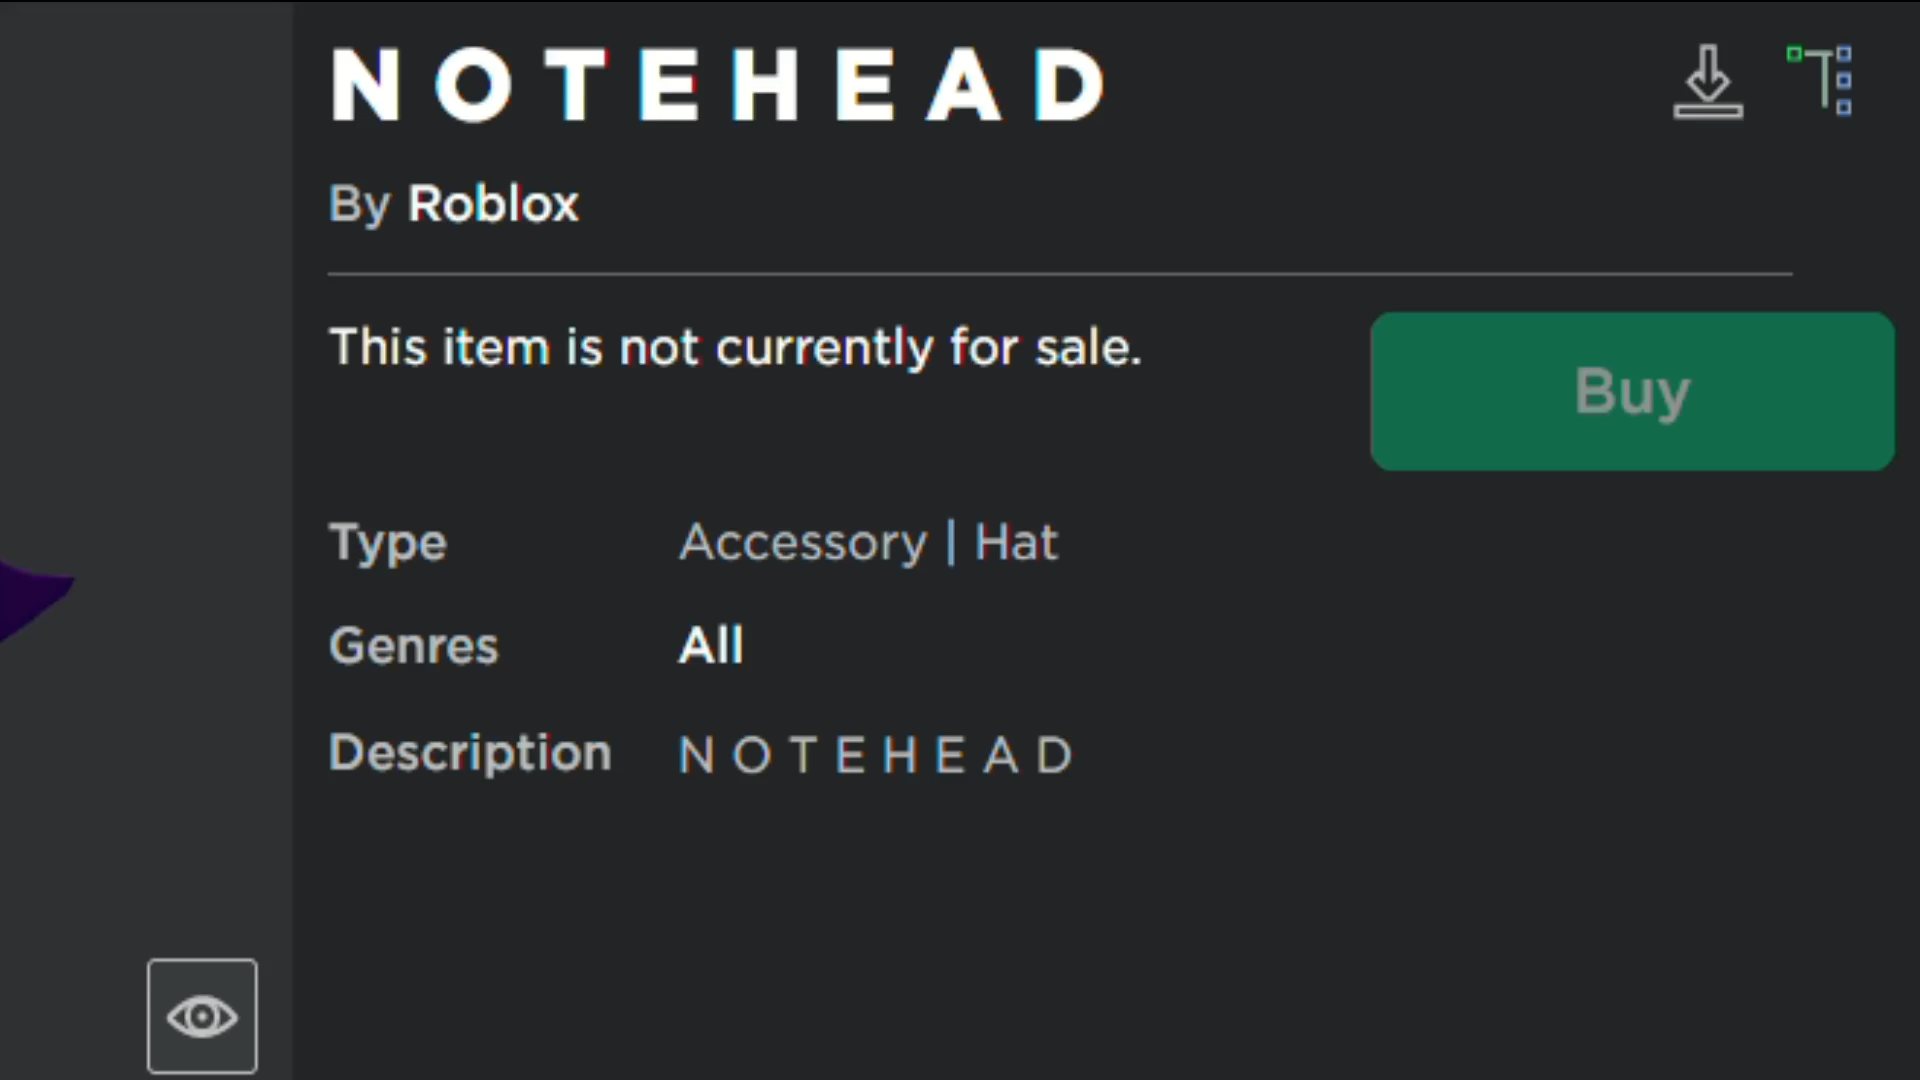 N O T E H E A D
By Roblox
This item is not currently for sale.
Buy
Type Accessory | Hat
Genres All
Description N O T E H E A D